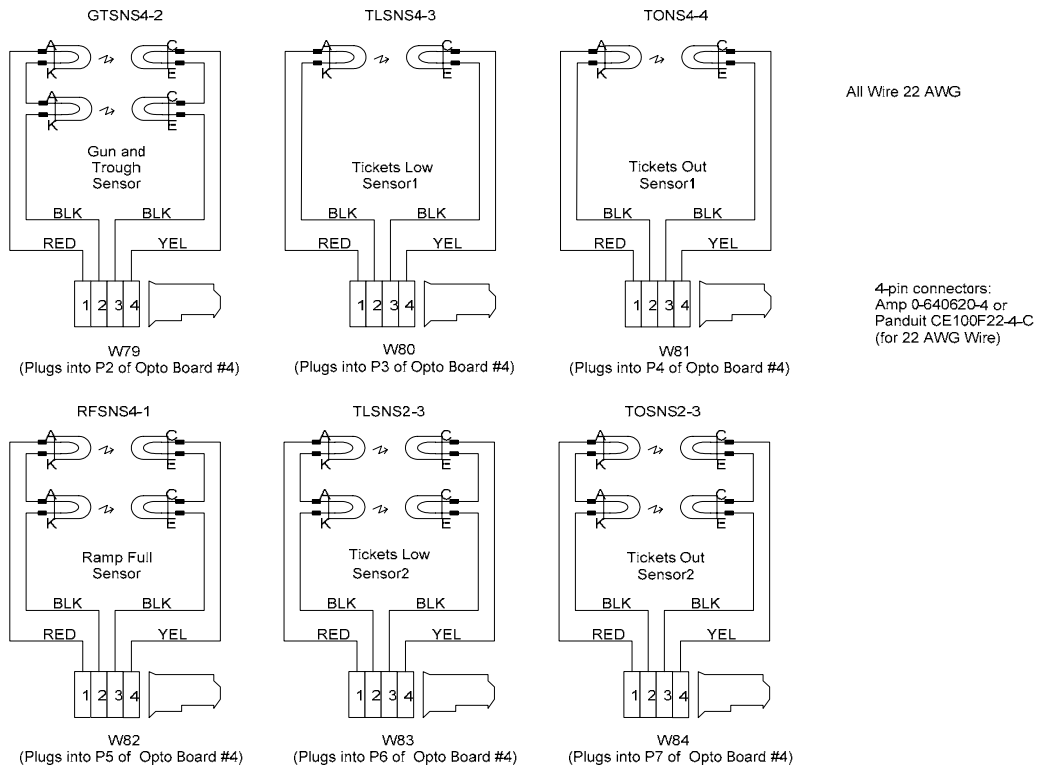 GTSNS4-2
A C
K E
A C
K E
Gun and
Trough
Sensor
BLK BLK
RED YEL
1 2 3 4
W79
(Plugs into P2 of Opto Board #4)
TLSNS4-3
A C
K E
Tickets Low
Sensor1
BLK BLK
RED YEL
1 2 3 4
W80
(Plugs into P3 of Opto Board #4)
TONS4-4
A C
K E
Tickets Out
Sensor1
BLK BLK
RED YEL
1 2 3 4
W81
(Plugs into P4 of Opto Board #4)
All Wire 22 AWG
4-pin connectors:
Amp 0-640620-4 or
Panduit CE100F22-4-C
(for 22 AWG Wire)
RFSNS4-1
A C
K E
A C
K E
Ramp Full
Sensor
BLK BLK
RED YEL
1 2 3 4
W82
(Plugs into P5 of Opto Board #4)
TLSNS2-3
A C
K E
A C
K E
Tickets Low
Sensor2
BLK BLK
RED YEL
1 2 3 4
W83
(Plugs into P6 of Opto Board #4)
TOSNS2-3
A C
K E
A C
K E
Tickets Out
Sensor2
BLK BLK
RED YEL
1 2 3 4
W84
(Plugs into P7 of Opto Board #4)